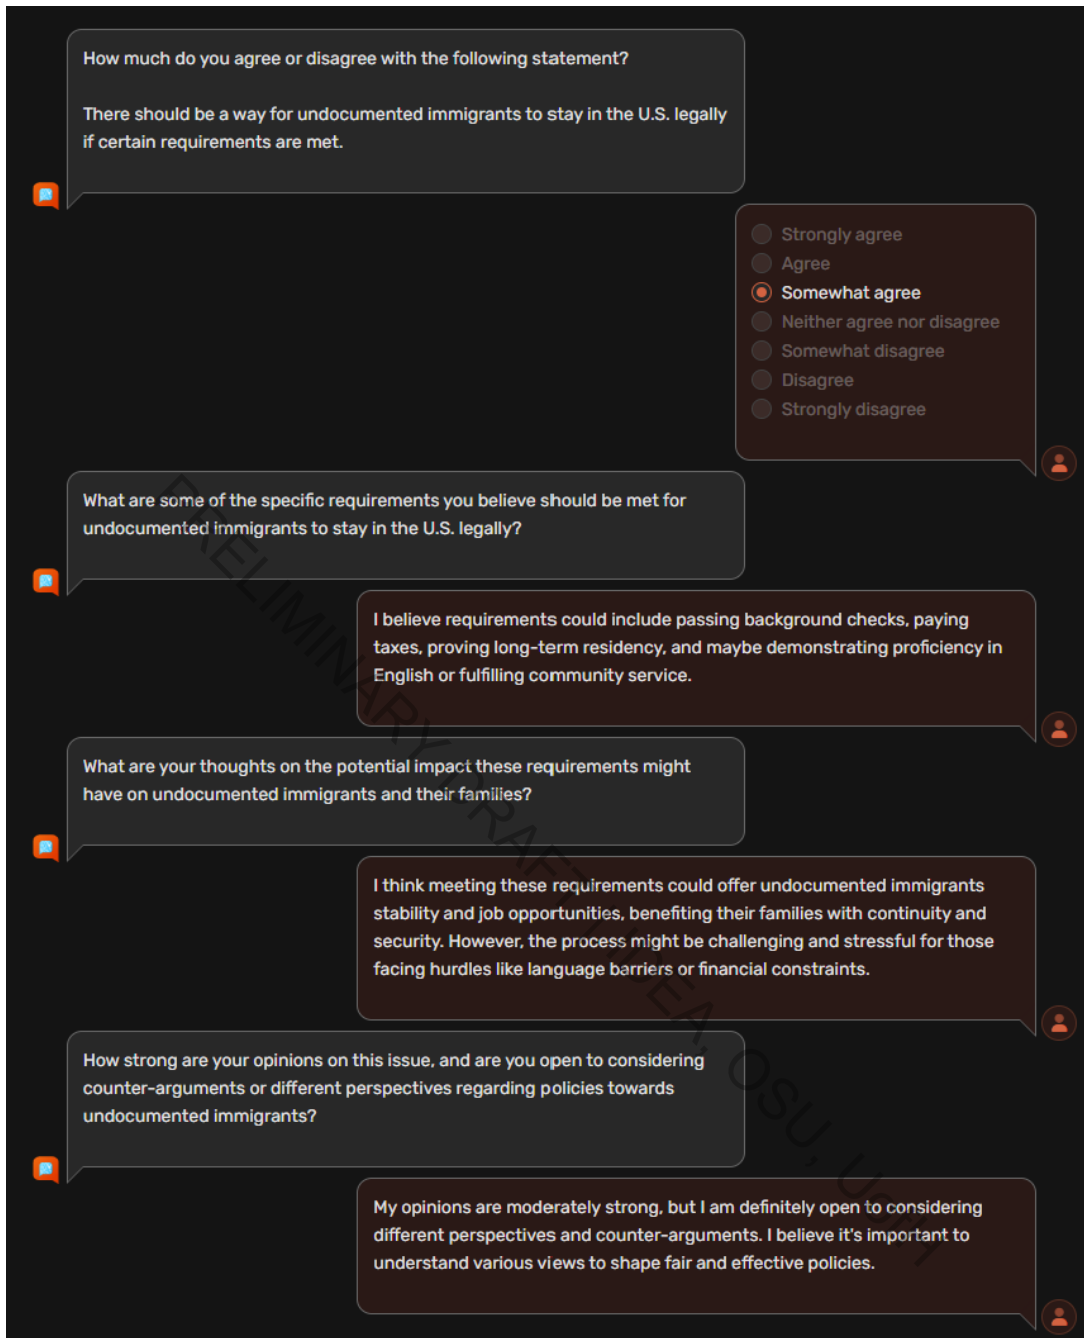 How much do you agree or disagree with the following statement?
There should be a way for undocumented immigrants to stay in the U.S. legally
if certain requirements are met.
Strongly agree
Agree
Somewhat agree
Neither agree nor disagree
Somewhat disagree
Disagree
Strongly disagree
What are some of the specific requirements you believe should be met for
undocumented immigrants to stay in the U.S. legally?
I believe requirements could include passing background checks, paying
taxes, proving long-term residency, and maybe demonstrating proficiency in
English or fulfilling community service.
What are your thoughts on the potential impact these requirements might
have on undocumented immigrants and their families?
I think meeting these requirements could offer undocumented immigrants
stability and job opportunities, benefiting their families with continuity and
security. However, the process might be challenging and stressful for those
facing hurdles like language barriers or financial constraints.
How strong are your opinions on this issue, and are you open to considering
counter-arguments or different perspectives regarding policies towards
undocumented immigrants?
My opinions are moderately strong, but I am definitely open to considering
different perspectives and counter-arguments. I believe it's important to
understand various views to shape fair and effective policies.
PRELIMINARY DRAFT IDEA, OSU, UofH